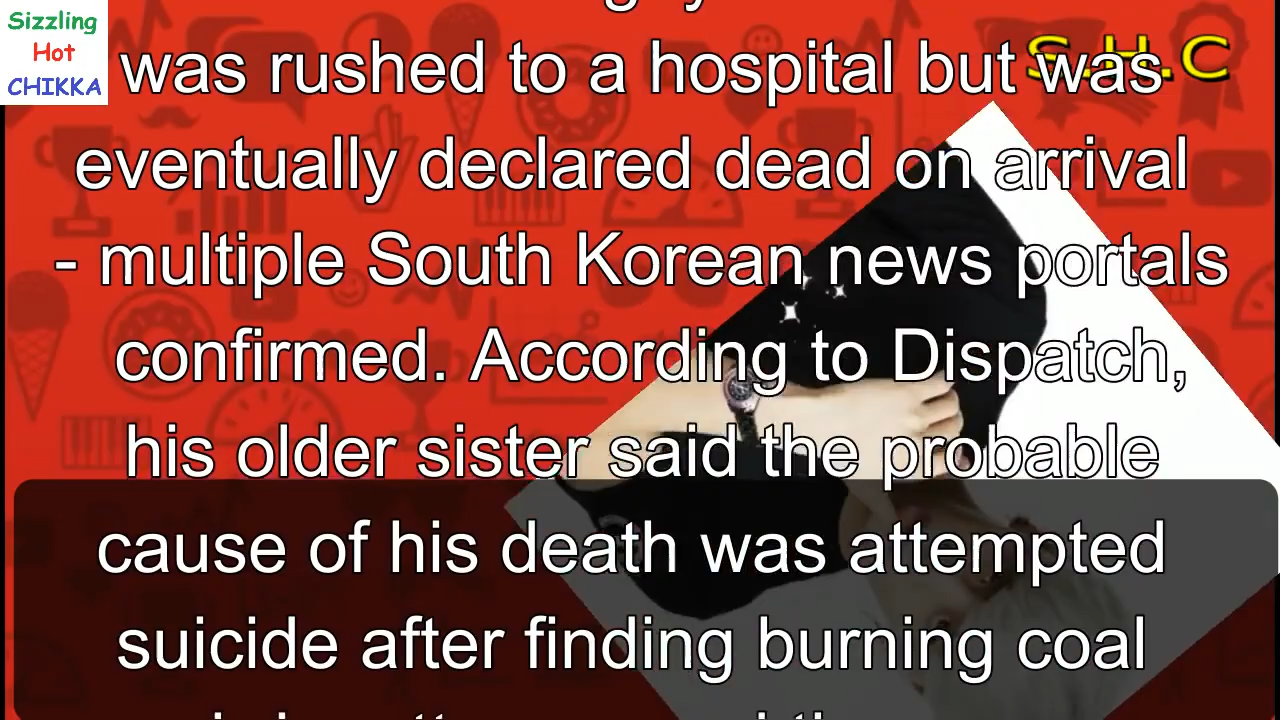 Sizzling
Hot
CHIKKA
S.H.C
was rushed to a hospital but was
eventually declared dead on arrival
- multiple South Korean news portals
confirmed. According to Dispatch,
his older sister said the probable
cause of his death was attempted
suicide after finding burning coal